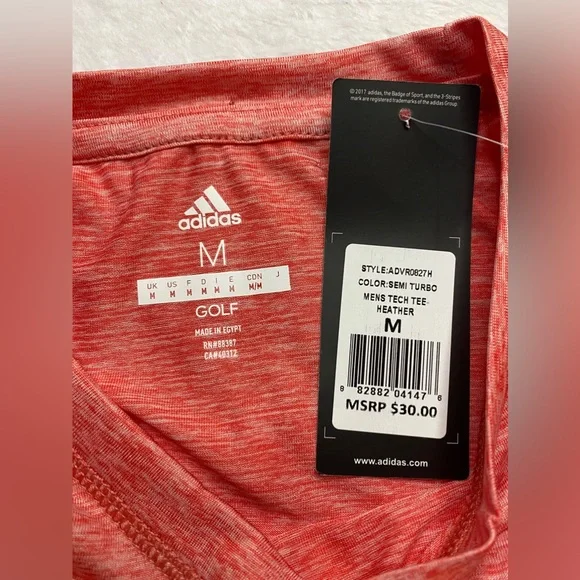 adidas
M
UK US F D I E CDN J
M M M M M M M/M
GOLF
MADE IN EGYPT
RN#88387
CA#40312
© 2017 adidas, the Badge of Sport, and the 3-Stripes
mark are registered trademarks of the adidas Group.
STYLE:ADVR0827H
COLOR:SEMI TURBO
MENS TECH TEE-
HEATHER
M
8 82882 04147 6
MSRP $30.00
www.adidas.com